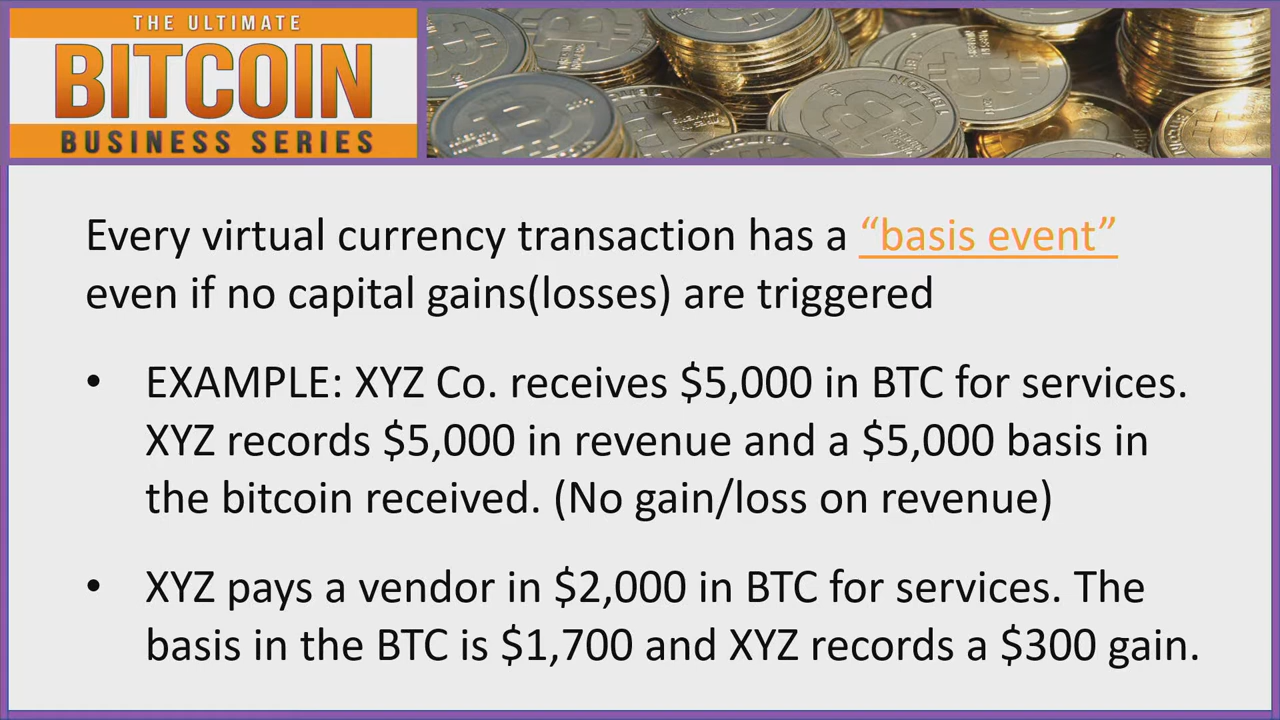 THE ULTIMATE
BITCOIN
BUSINESS SERIES
Every virtual currency transaction has a “basis event”
even if no capital gains(losses) are triggered
• EXAMPLE: XYZ Co. receives $5,000 in BTC for services.
XYZ records $5,000 in revenue and a $5,000 basis in
the bitcoin received. (No gain/loss on revenue)
• XYZ pays a vendor in $2,000 in BTC for services. The
basis in the BTC is $1,700 and XYZ records a $300 gain.